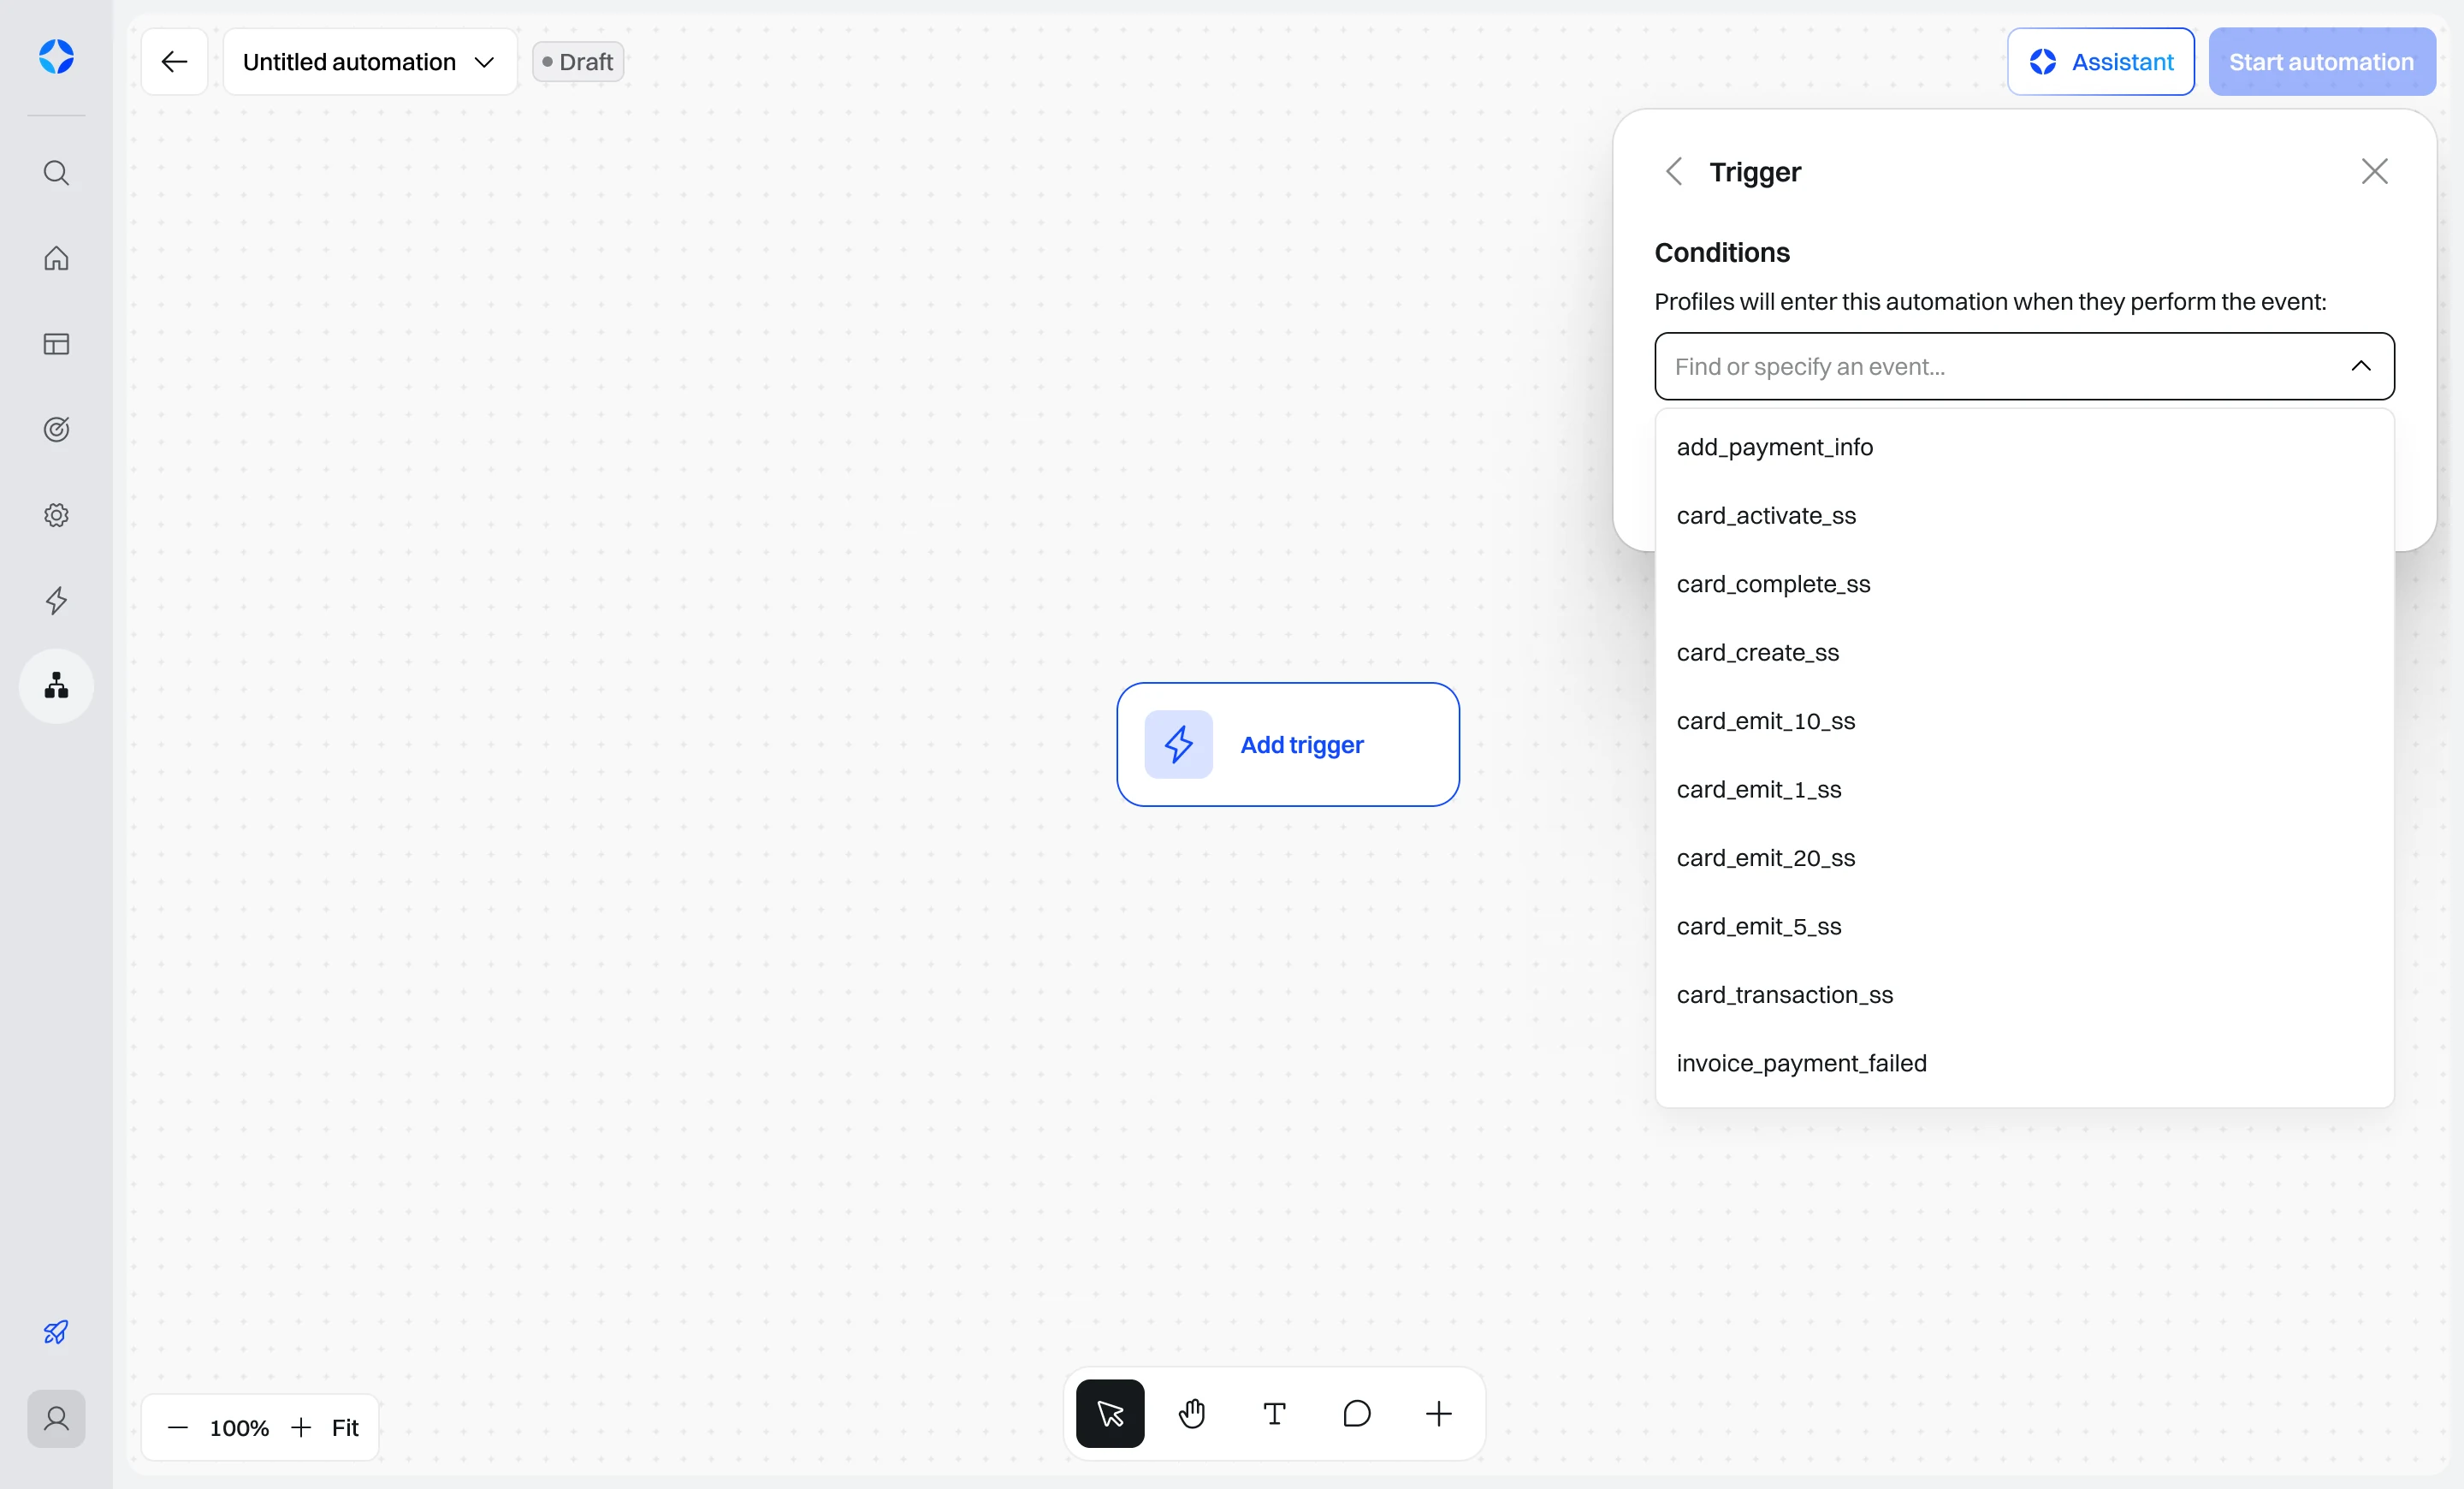 Untitled automation
Draft
Assistant
Start automation
Trigger
Conditions
Profiles will enter this automation when they perform the event:
Find or specify an event...
add_payment_info
card_activate_ss
card_complete_ss
card_create_ss
card_emit_10_ss
card_emit_1_ss
card_emit_20_ss
card_emit_5_ss
card_transaction_ss
invoice_payment_failed
Add trigger
100%
Fit